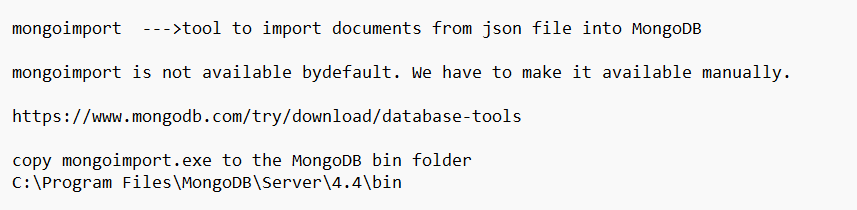 mongoimport  --->tool to import documents from json file into MongoDB
mongoimport is not available bydefault. We have to make it available manually.
https://www.mongodb.com/try/download/database-tools
copy mongoimport.exe to the MongoDB bin folder
C:\Program Files\MongoDB\Server\4.4\bin